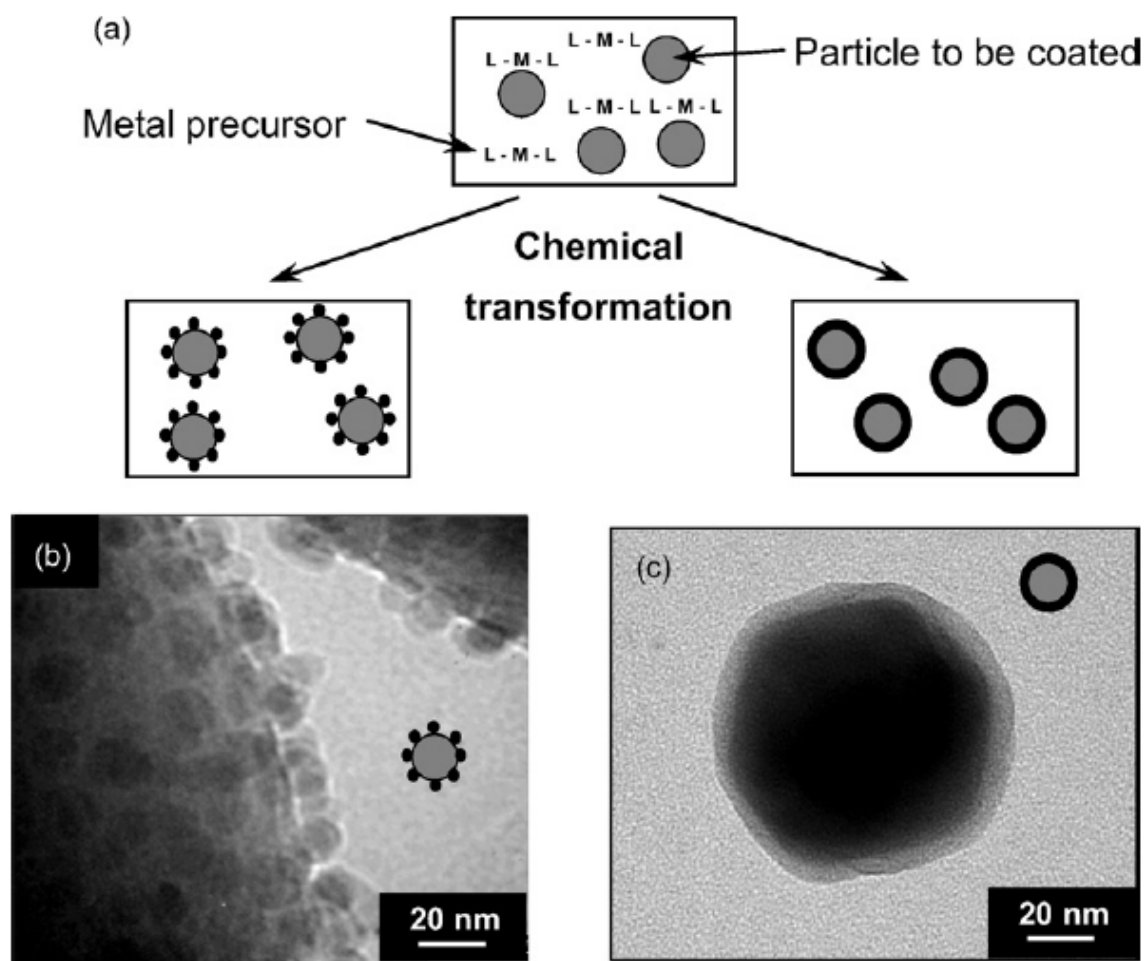 (a)
L - M - L
Particle to be coated
L - M - L
L - M - L
L - M - L
Metal precursor
L - M - L
Chemical
transformation
(b)
20 nm
(c)
20 nm